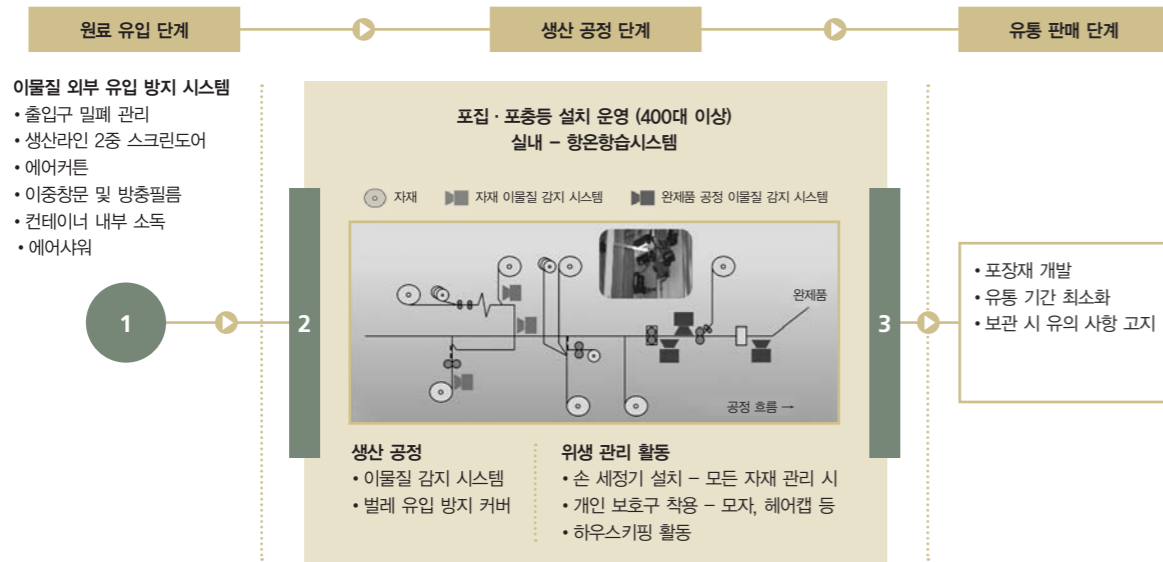 원료 유입 단계
생산 공정 단계
유통 판매 단계
이물질 외부 유입 방지 시스템
• 출입구 밀폐 관리
• 생산라인 2중 스크린도어
• 에어커튼
• 이중창문 및 방충필름
• 컨테이너 내부 소독
• 에어샤워
1
2
포집 · 포충등 설치 운영 (400대 이상)
실내 – 항온항습시스템
자재
자재 이물질 감지 시스템
완제품 공정 이물질 감지 시스템
완제품
공정 흐름 →
생산 공정
• 이물질 감지 시스템
• 벌레 유입 방지 커버
위생 관리 활동
• 손 세정기 설치 – 모든 자재 관리 시
• 개인 보호구 착용 – 모자, 헤어캡 등
• 하우스키핑 활동
3
• 포장재 개발
• 유통 기간 최소화
• 보관 시 유의 사항 고지